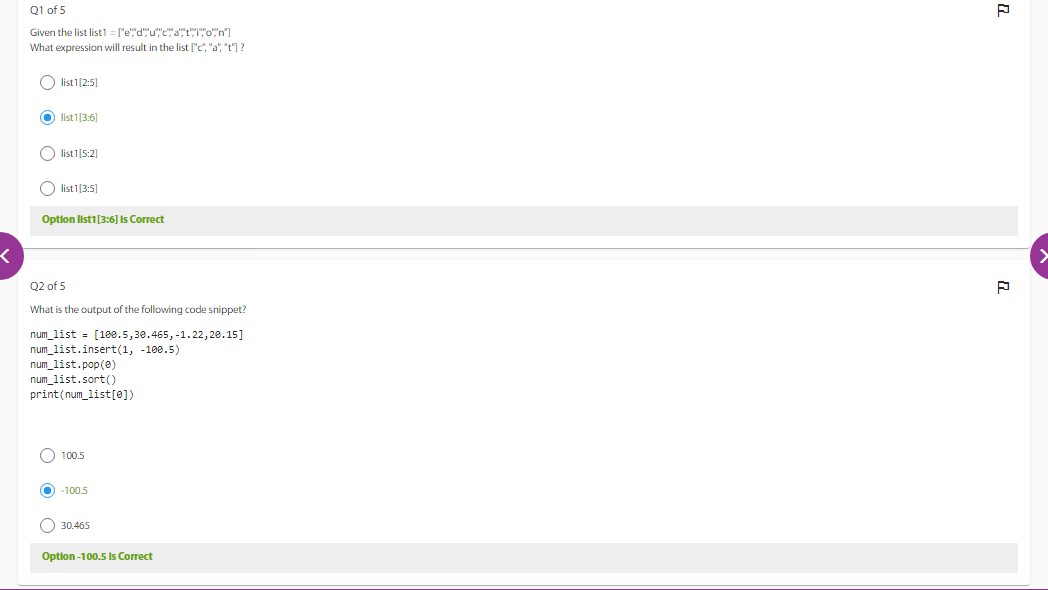 Q1 of 5
Given the list list1 = ["e","d","u","c","a","t","i","o","n"]
What expression will result in the list ["c", "a", "t"] ?
list1[2:5]
list1[3:6]
list1[5:2]
list1[3:5]
Option list1[3:6] is Correct
Q2 of 5
What is the output of the following code snippet?
num_list = [100.5,30.465,-1.22,20.15]
num_list.insert(1, -100.5)
num_list.pop(0)
num_list.sort()
print(num_list[0])
100.5
-100.5
30.465
Option -100.5 is Correct